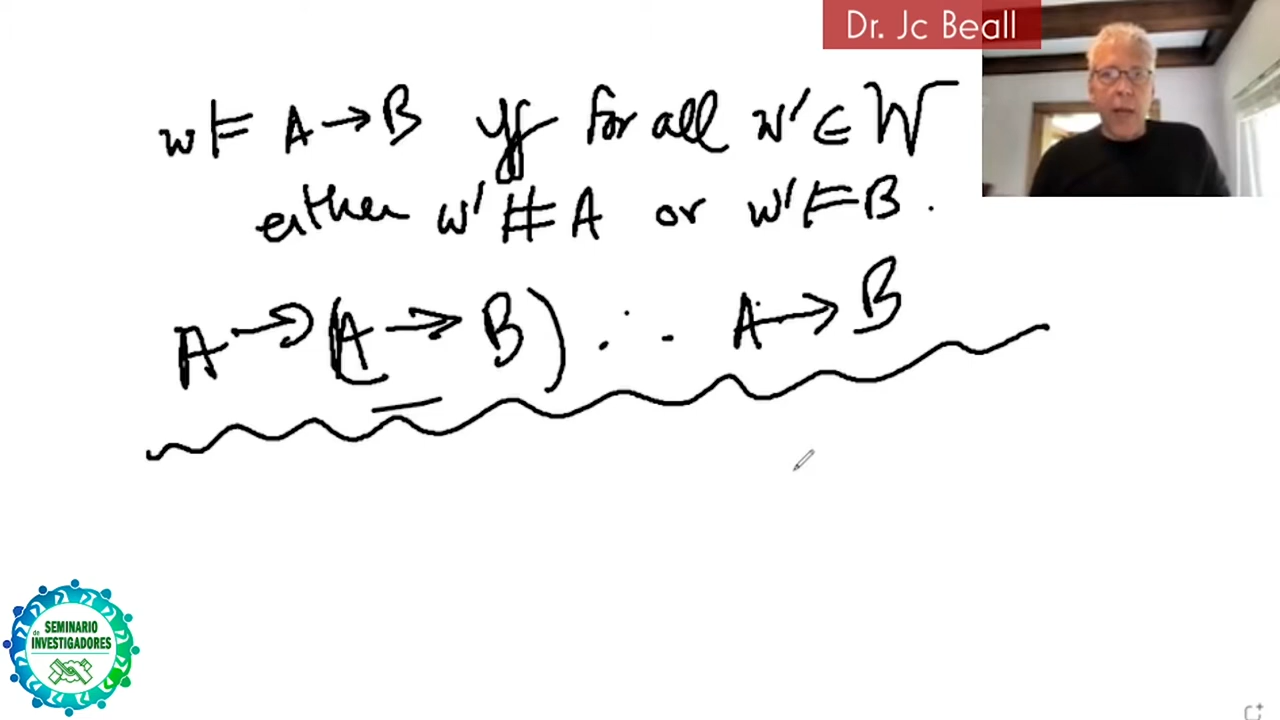 Dr. Jc Beall
w ⊨ A → B iff for all w' ∈ W
either w' ⊭ A or w' ⊨ B .
A → (A → B) ∴ A → B
SEMINARIO
de INVESTIGADORES